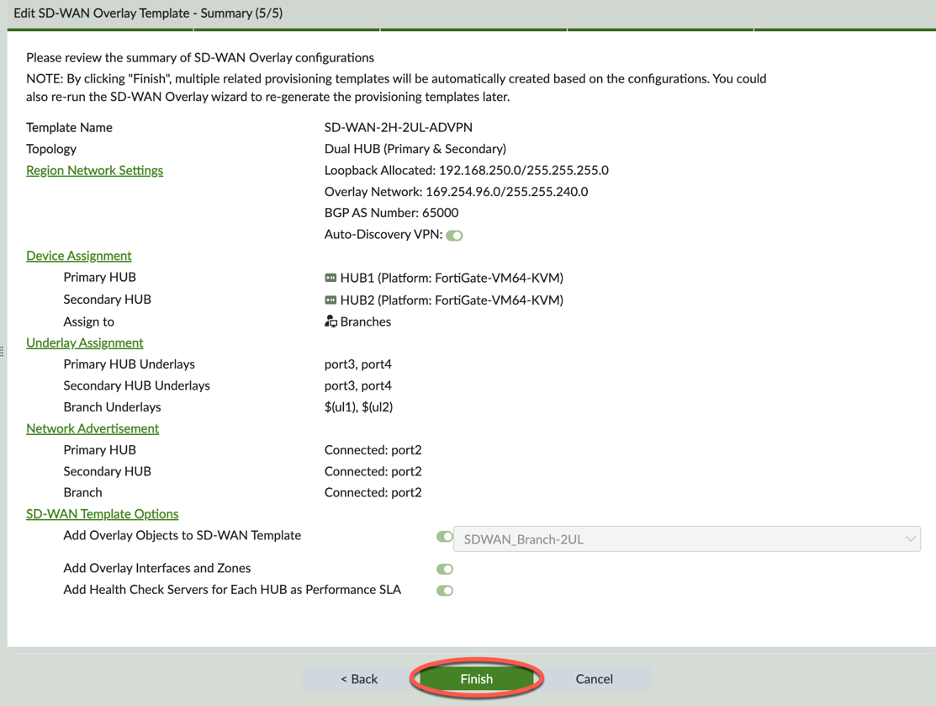 Edit SD-WAN Overlay Template - Summary (5/5)
Please review the summary of SD-WAN Overlay configurations
NOTE: By clicking "Finish", multiple related provisioning templates will be automatically created based on the configurations. You could
also re-run the SD-WAN Overlay wizard to re-generate the provisioning templates later.
Template Name SD-WAN-2H-2UL-ADVPN
Topology Dual HUB (Primary & Secondary)
Region Network Settings Loopback Allocated: 192.168.250.0/255.255.255.0
Overlay Network: 169.254.96.0/255.255.240.0
BGP AS Number: 65000
Auto-Discovery VPN:
Device Assignment
Primary HUB HUB1 (Platform: FortiGate-VM64-KVM)
Secondary HUB HUB2 (Platform: FortiGate-VM64-KVM)
Assign to Branches
Underlay Assignment
Primary HUB Underlays port3, port4
Secondary HUB Underlays port3, port4
Branch Underlays $(ul1), $(ul2)
Network Advertisement
Primary HUB Connected: port2
Secondary HUB Connected: port2
Branch Connected: port2
SD-WAN Template Options
Add Overlay Objects to SD-WAN Template SDWAN_Branch-2UL
Add Overlay Interfaces and Zones
Add Health Check Servers for Each HUB as Performance SLA
< Back Finish Cancel